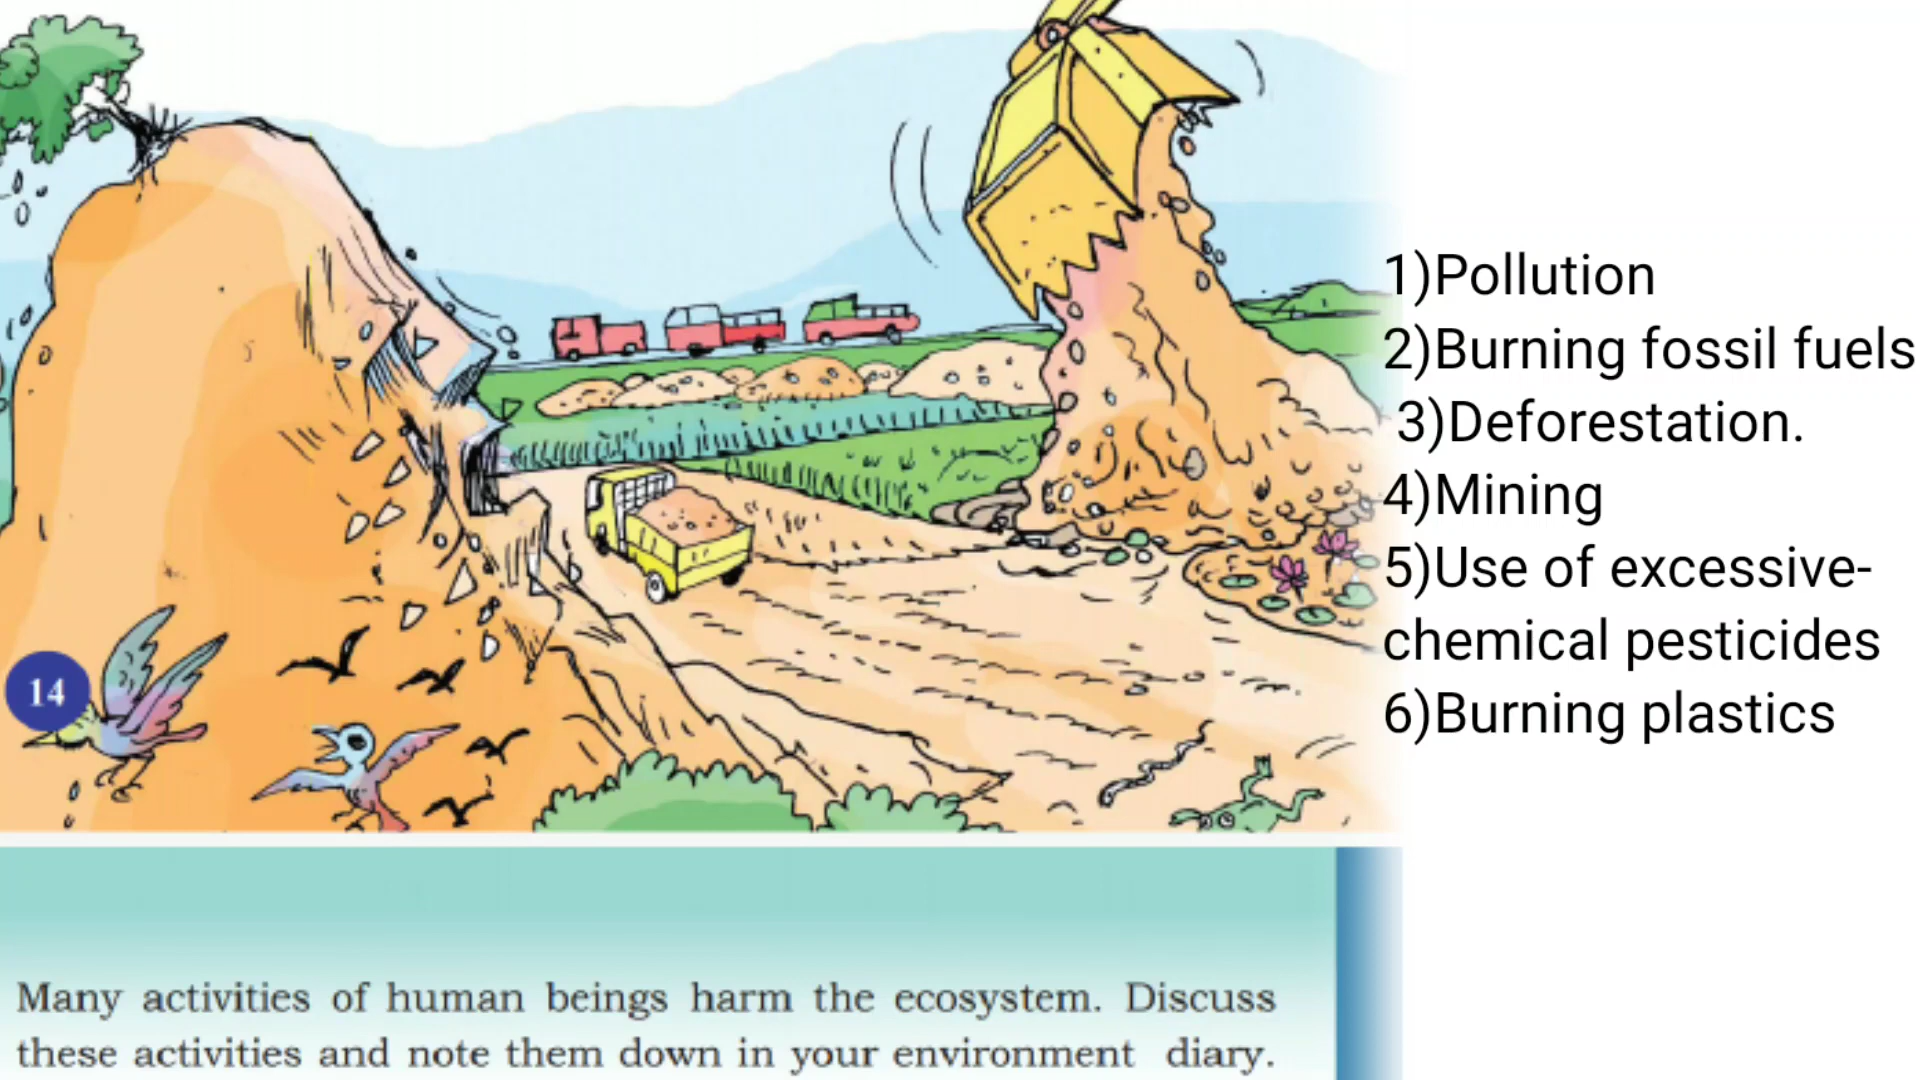 1)Pollution
2)Burning fossil fuels
3)Deforestation.
4)Mining
5)Use of excessive-
chemical pesticides
6)Burning plastics
14
Many activities of human beings harm the ecosystem. Discuss
these activities and note them down in your environment diary.